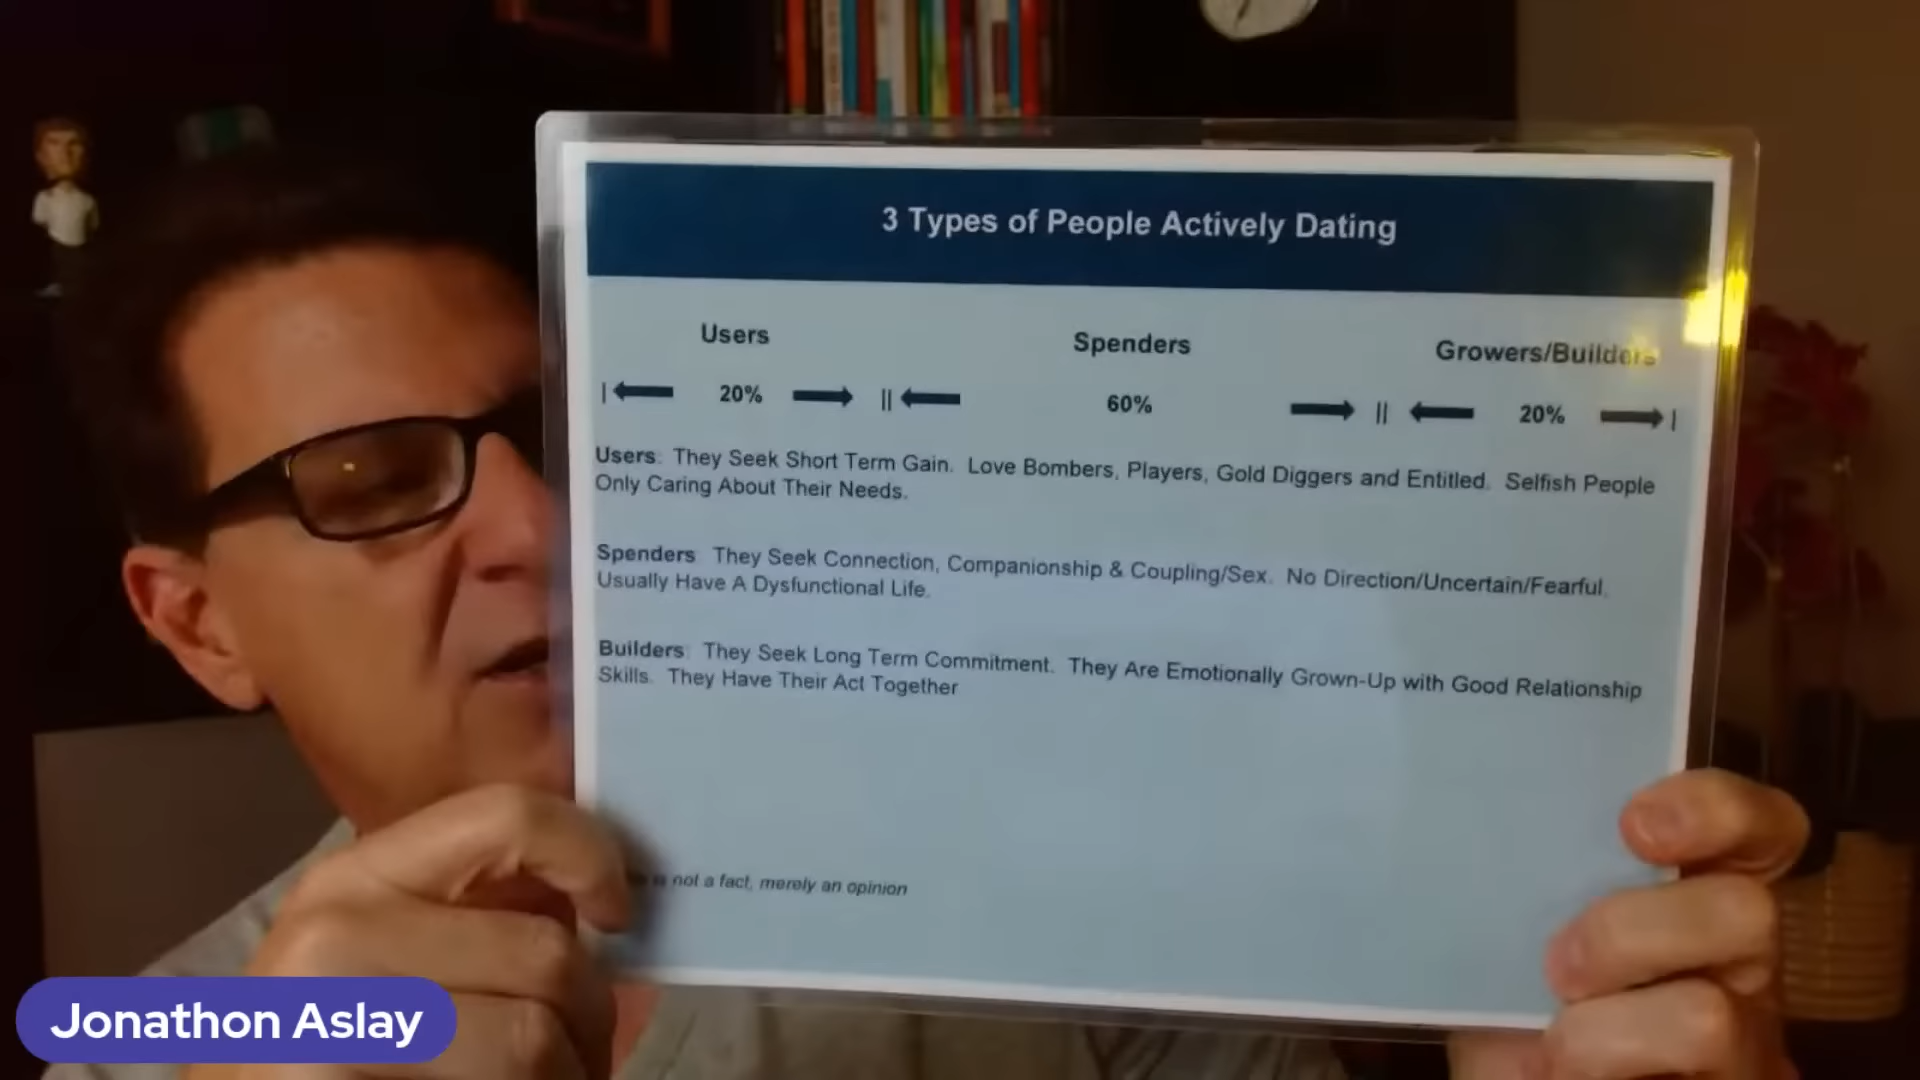 3 Types of People Actively Dating
Users Spenders Growers/Builders
|← 20% → || ← 60% → || ← 20% → |
Users: They Seek Short Term Gain. Love Bombers, Players, Gold Diggers and Entitled. Selfish People
Only Caring About Their Needs.
Spenders: They Seek Connection, Companionship & Coupling/Sex. No Direction/Uncertain/Fearful.
Usually Have A Dysfunctional Life.
Builders: They Seek Long Term Commitment. They Are Emotionally Grown-Up with Good Relationship
Skills. They Have Their Act Together
not a fact, merely an opinion
Jonathon Aslay